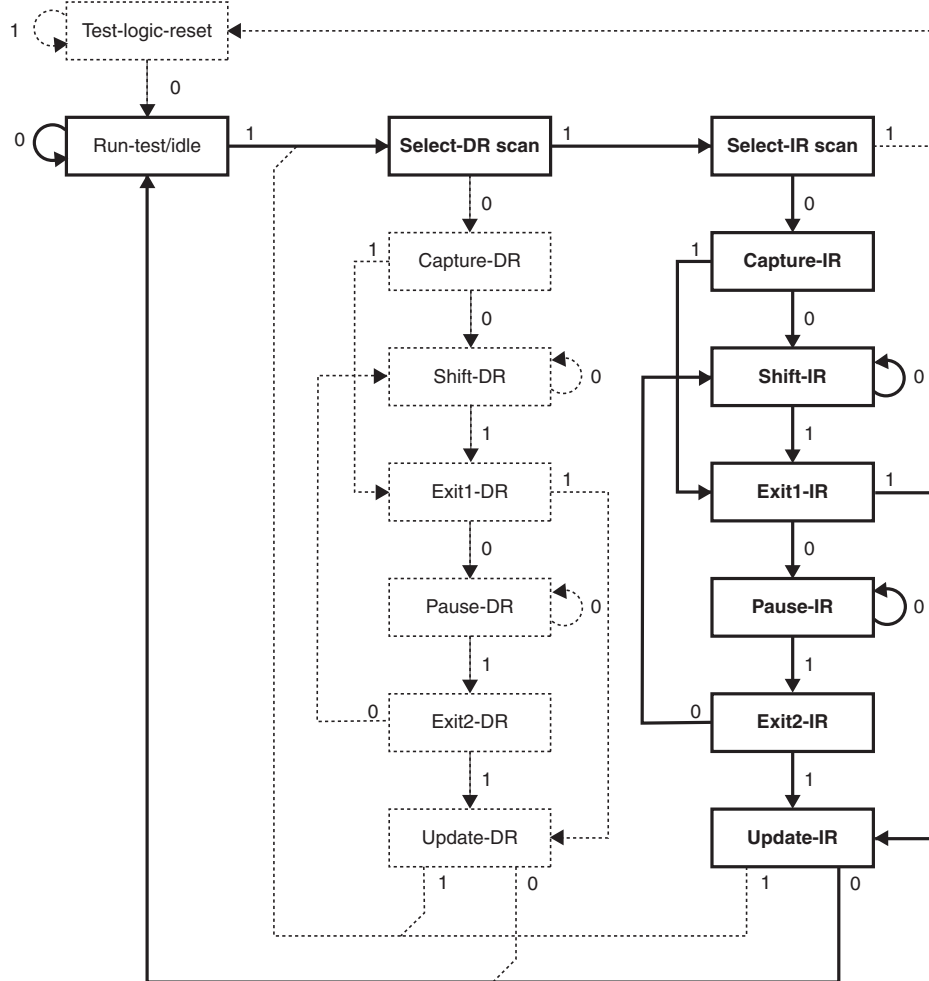 1 Test-logic-reset
0
0 Run-test/idle 1 Select-DR scan 1 Select-IR scan 1
0 0
1 Capture-DR 1 Capture-IR
0 0
Shift-DR 0 Shift-IR 0
1 1
Exit1-DR 1 Exit1-IR 1
0 0
Pause-DR 0 Pause-IR 0
1 1
0 Exit2-DR 0 Exit2-IR
1 1
Update-DR Update-IR
1 0 1 0